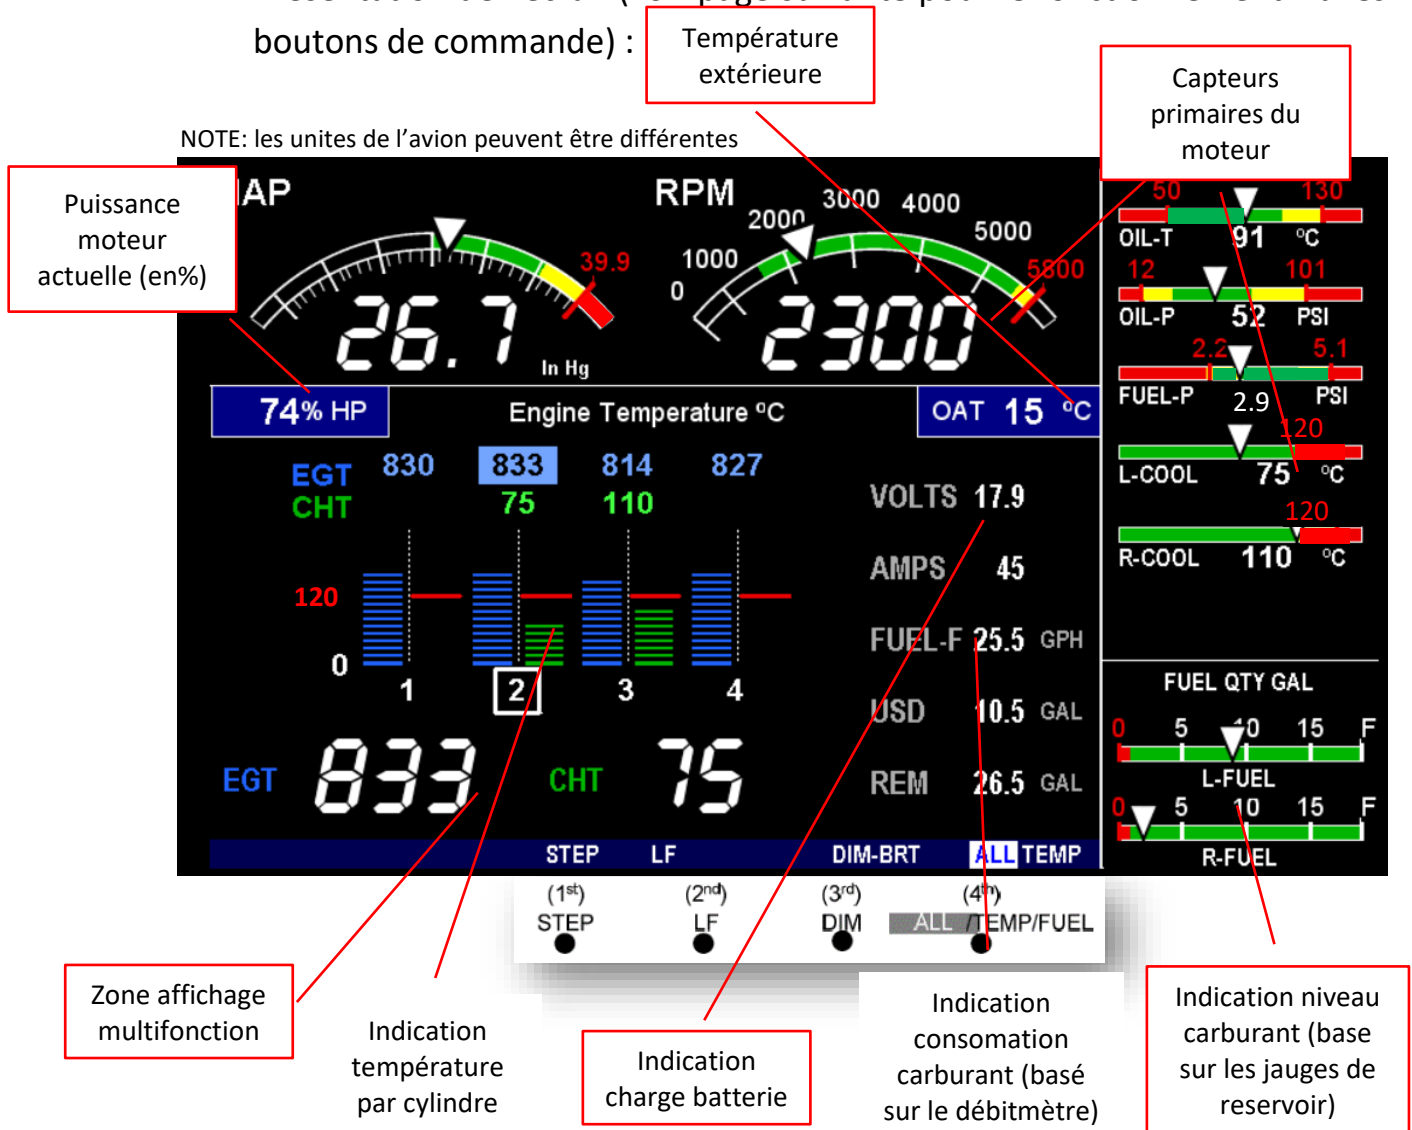 boutons de commande) :
Température
extérieure
Capteurs
primaires du
moteur
NOTE: les unites de l'avion peuvent être différentes
Puissance
moteur
actuelle (en%)
RPM
0 1000 2000 3000 4000 5000 5800
39.9
26.7 In Hg
2300
50 130
OIL-T 91 ºC
12 101
OIL-P 52 PSI
2.2 5.1
FUEL-P 2.9 PSI
120
L-COOL 75 ºC
120
R-COOL 110 ºC
74% HP
Engine Temperature ºC
OAT 15 ºC
EGT 830 833 814 827
CHT 75 110
120
0
1 2 3 4
EGT 833 CHT 75
VOLTS 17.9
AMPS 45
FUEL-F 25.5 GPH
USD 10.5 GAL
REM 26.5 GAL
FUEL QTY GAL
0 5 10 15 F
L-FUEL
0 5 10 15 F
R-FUEL
STEP LF DIM-BRT ALL TEMP
(1st) (2nd) (3rd) (4th)
STEP LF DIM ALL /TEMP/FUEL
Zone affichage
multifonction
Indication
température
par cylindre
Indication
charge batterie
Indication
consomation
carburant (basé
sur le débitmètre)
Indication niveau
carburant (base
sur les jauges de
reservoir)